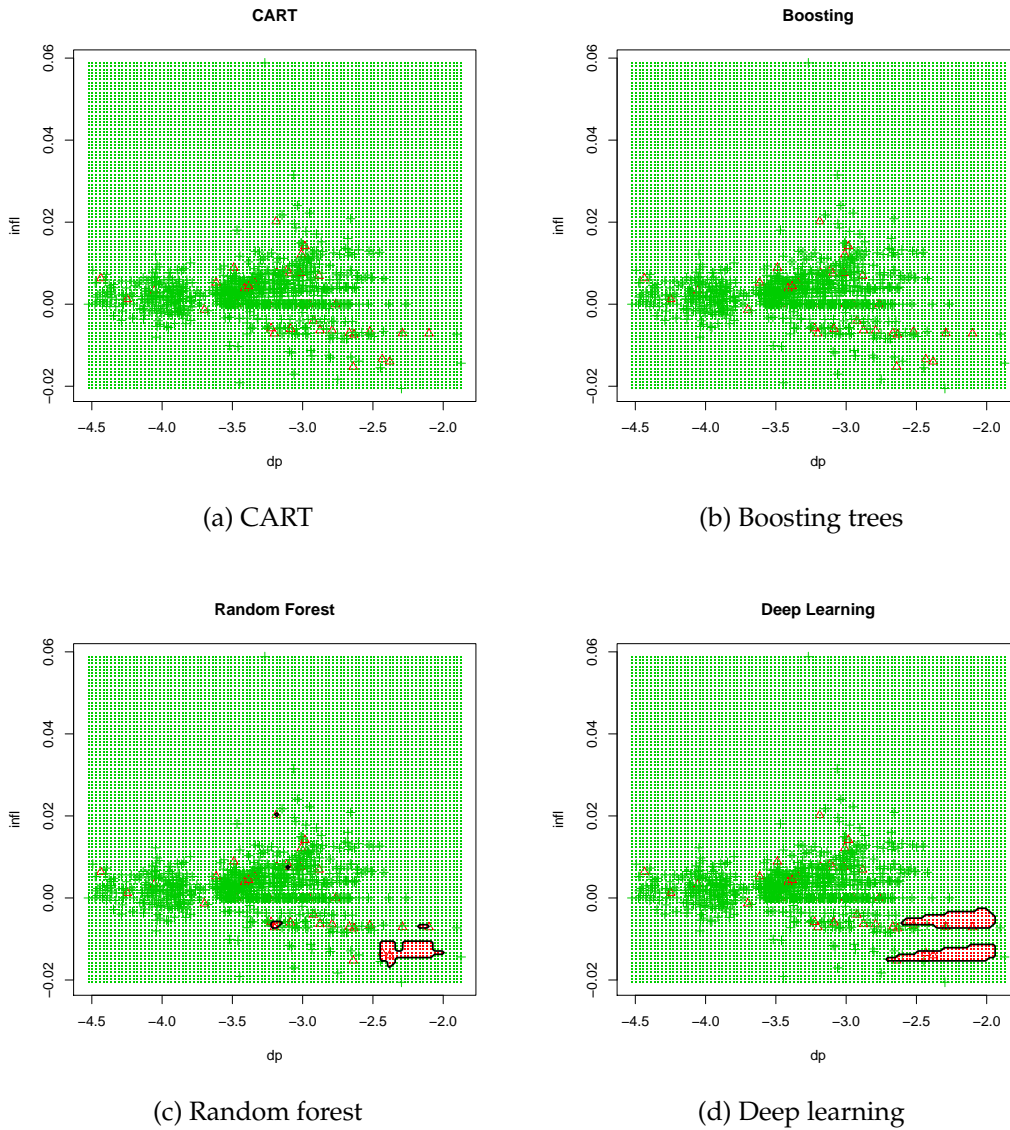 CART
infl
0.06
0.04
0.02
0.00
−0.02
−4.5 −4.0 −3.5 −3.0 −2.5 −2.0
dp
(a) CART
Boosting
infl
0.06
0.04
0.02
0.00
−0.02
−4.5 −4.0 −3.5 −3.0 −2.5 −2.0
dp
(b) Boosting trees
Random Forest
infl
0.06
0.04
0.02
0.00
−0.02
−4.5 −4.0 −3.5 −3.0 −2.5 −2.0
dp
(c) Random forest
Deep Learning
infl
0.06
0.04
0.02
0.00
−0.02
−4.5 −4.0 −3.5 −3.0 −2.5 −2.0
dp
(d) Deep learning